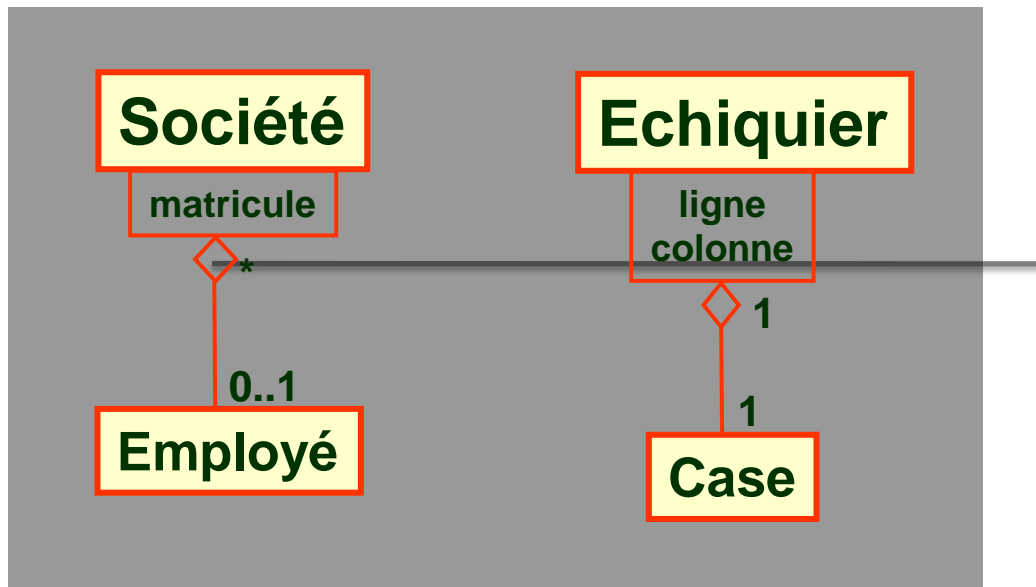 Société
matricule
*
0..1
Employé
Echiquier
ligne
colonne
1
1
Case